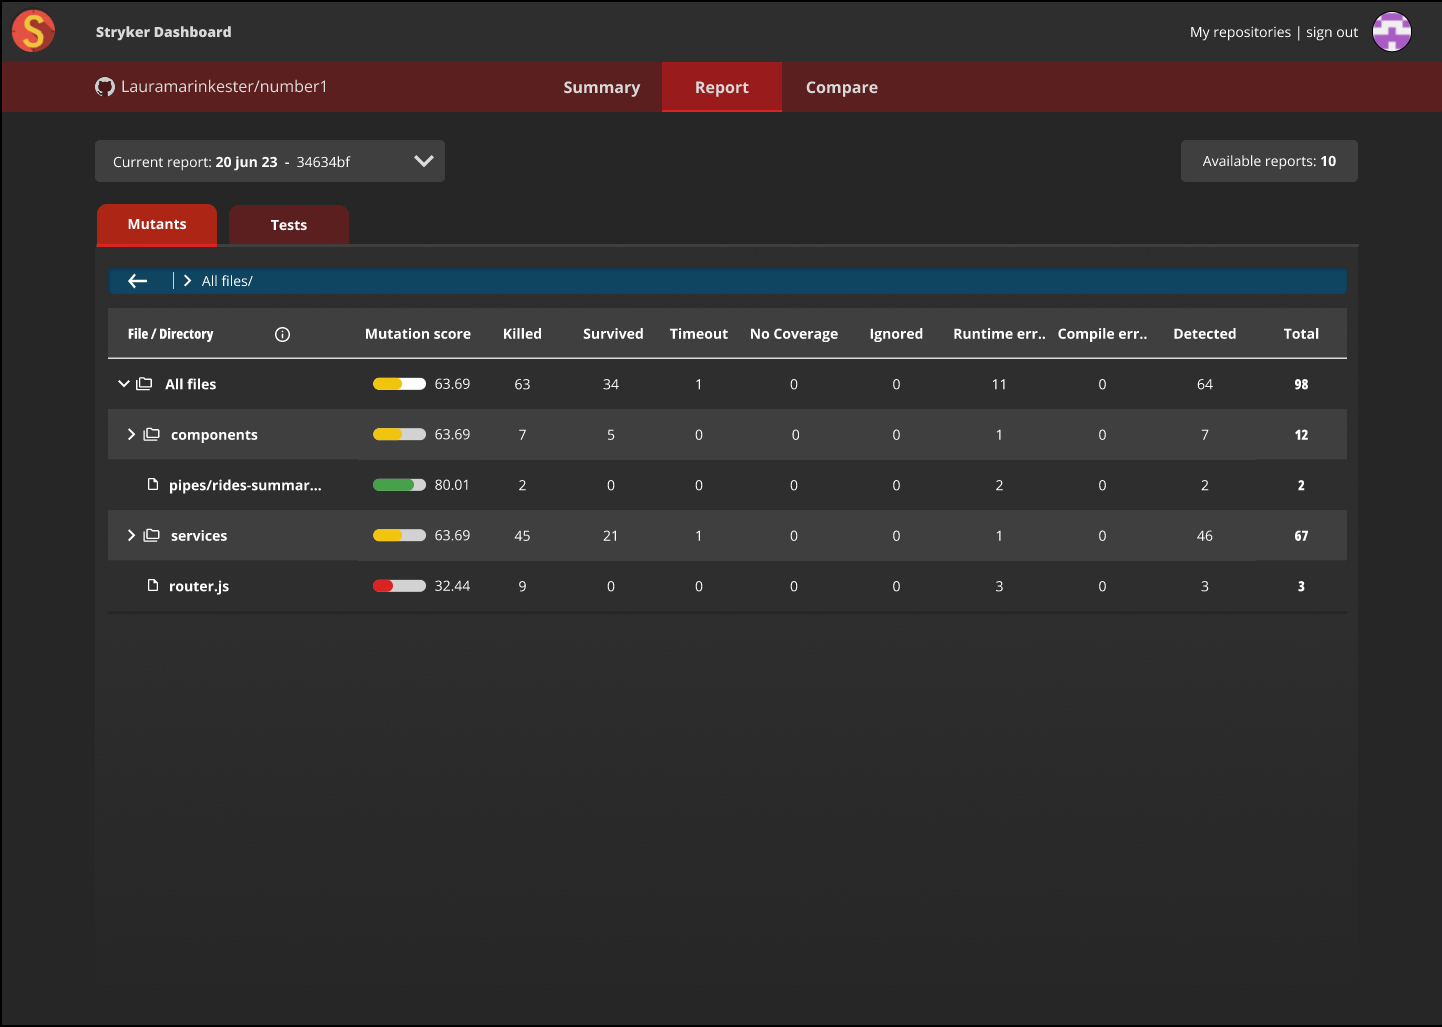 S
Stryker Dashboard
My repositories | sign out
Lauramarinkester/number1
Summary
Report
Compare
Current report: 20 jun 23 - 34634bf
Available reports: 10
Mutants
Tests
All files/
File / Directory Mutation score Killed Survived Timeout No Coverage Ignored Runtime err.. Compile err.. Detected Total
All files 63.69 63 34 1 0 0 11 0 64 98
components 63.69 7 5 0 0 0 1 0 7 12
pipes/rides-summar... 80.01 2 0 0 0 0 2 0 2 2
services 63.69 45 21 1 0 0 1 0 46 67
router.js 32.44 9 0 0 0 0 3 0 3 3